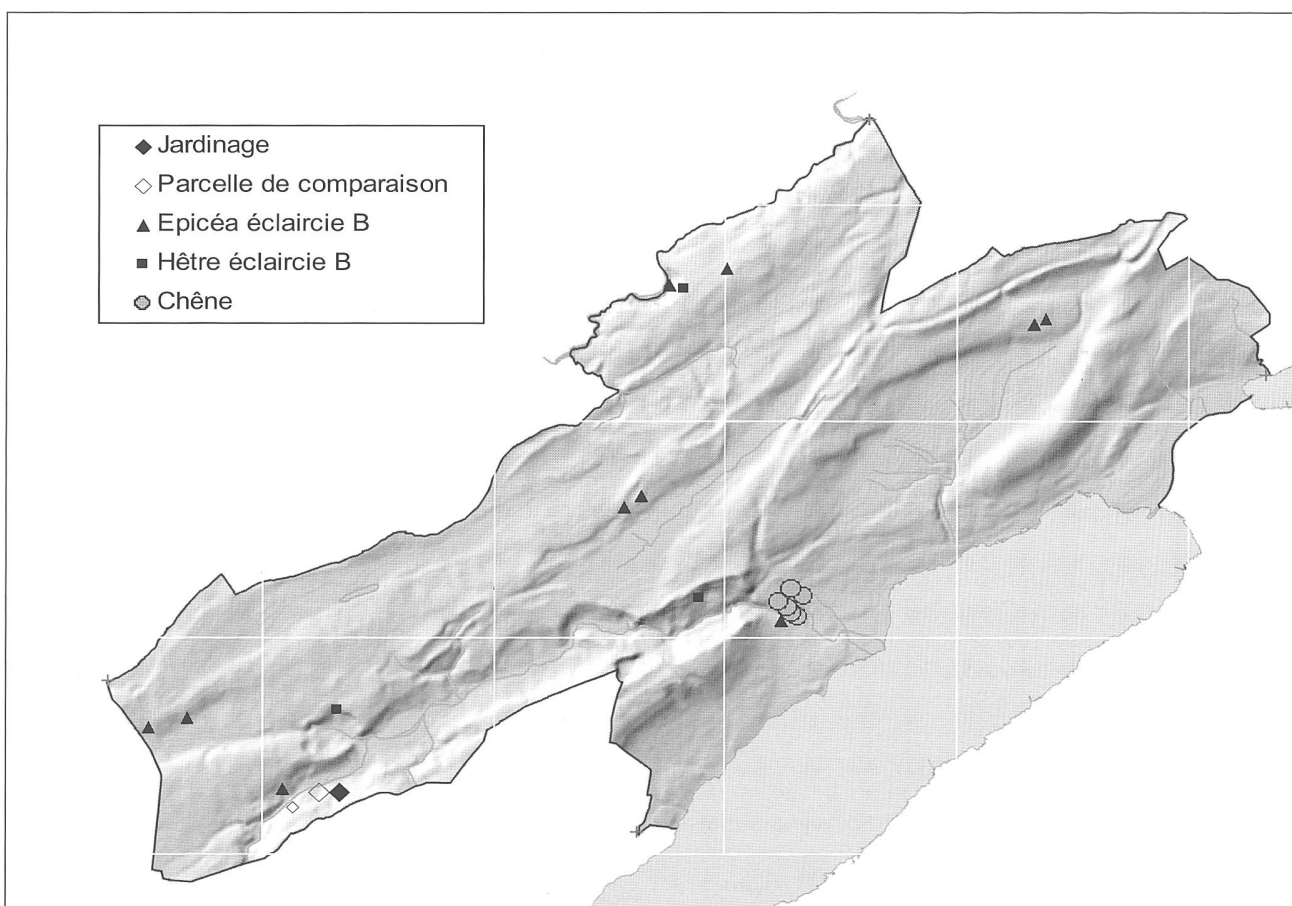 Jardinage
Parcelle de comparaison
Epicéa éclaircie B
Hêtre éclaircie B
Chêne